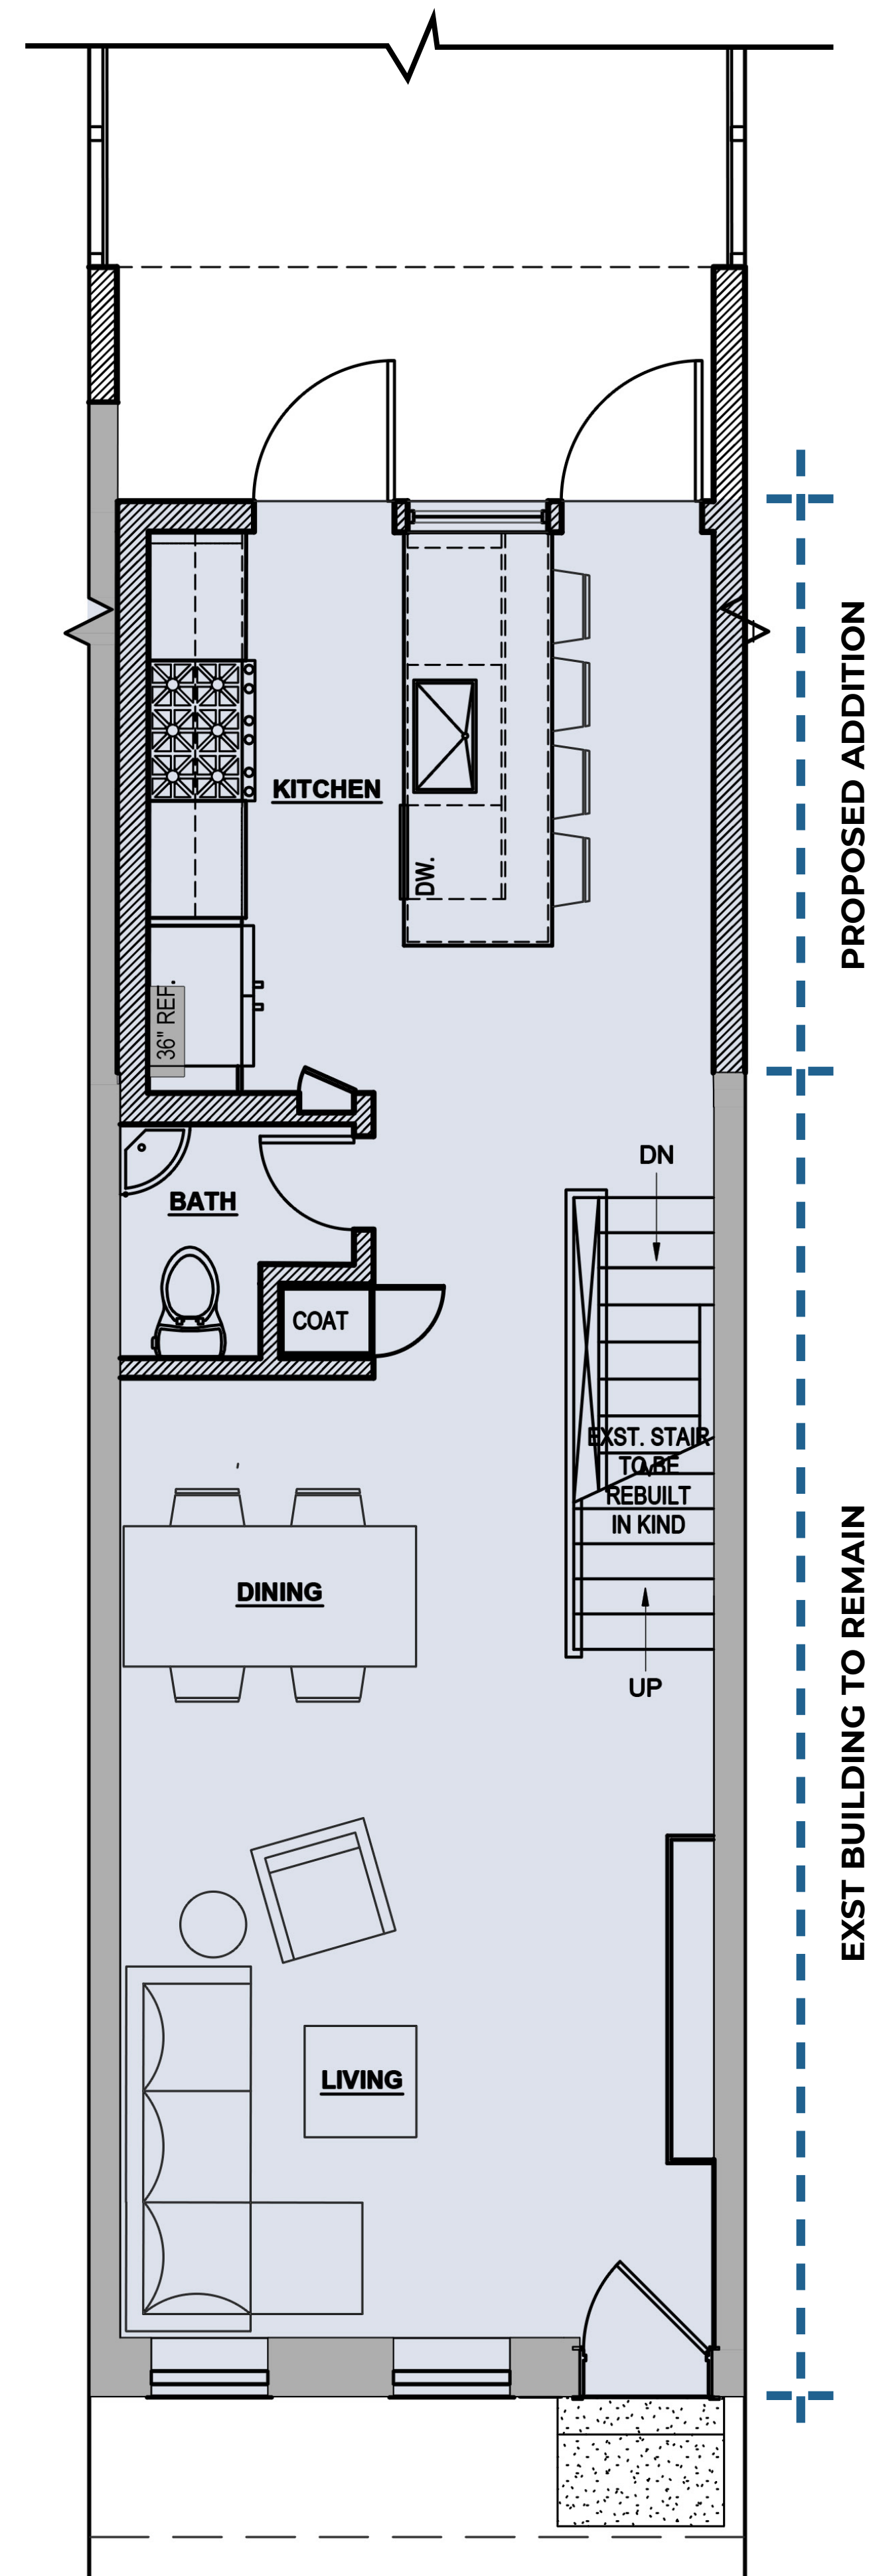 PROPOSED ADDITION
KITCHEN
DW.
36" REF.
DN
BATH
COAT
EXST. STAIR
TO BE
REBUILT
IN KIND
DINING
EXST BUILDING TO REMAIN
UP
LIVING